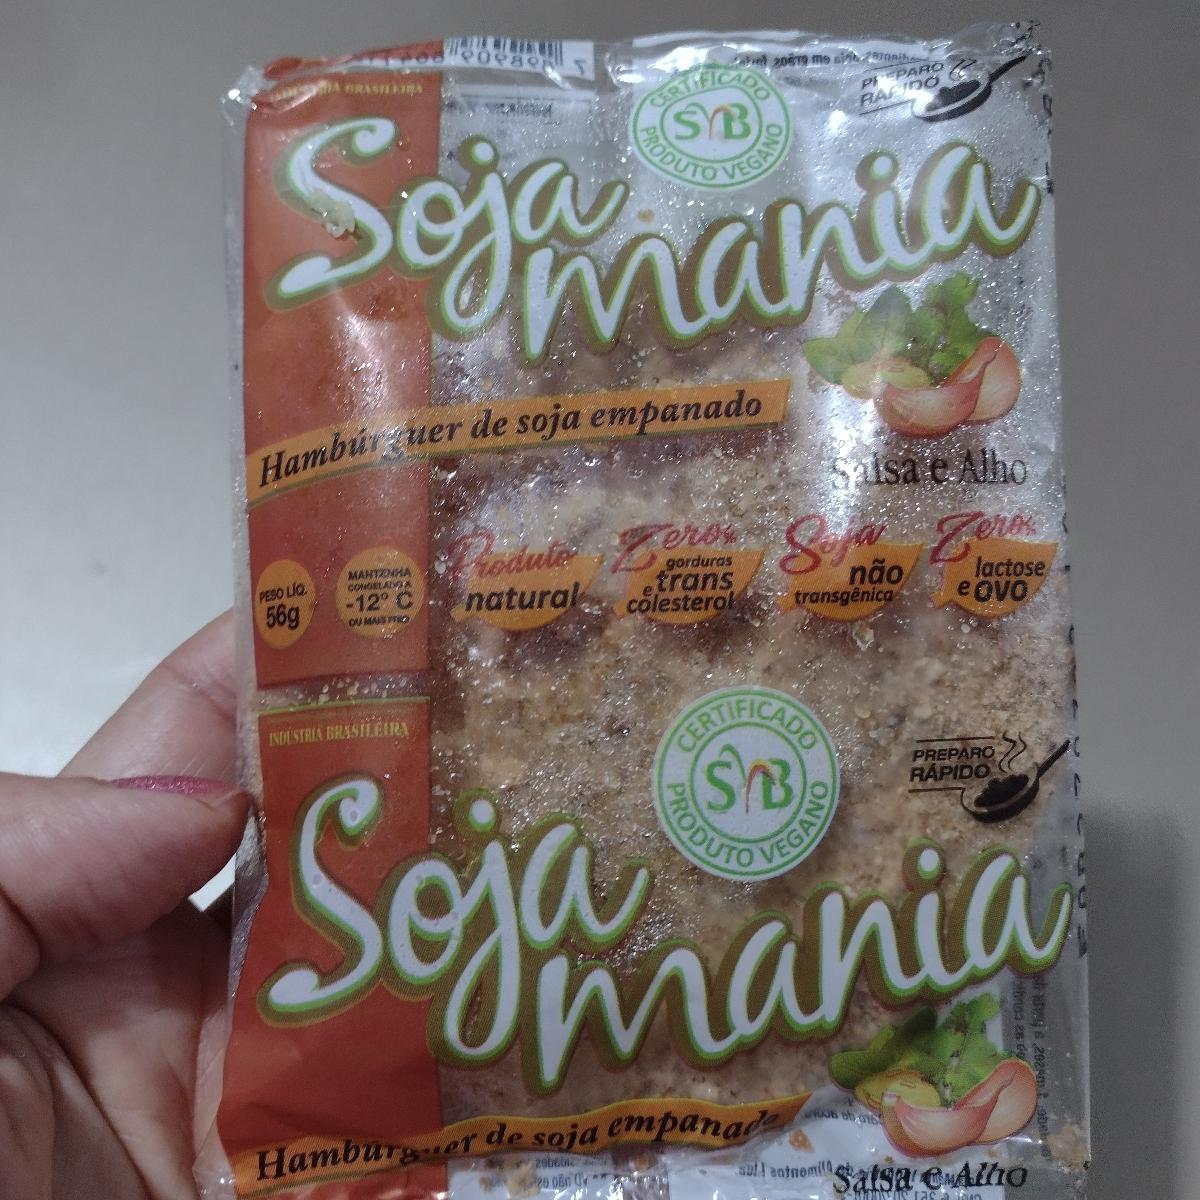 INDUSTRIA BRASILEIRA
CERTIFICADO
SVB
PRODUTO VEGANO
PREPARO
RÁPIDO
Soja
mania
Hambúrguer de soja empanado
Salsa e Alho
PESO LÍQ.
56g
MANTENHA
CONGELADO A
-12° C
OU MAIS FRIO
Produto
natural
Zero%
gorduras
trans
e colesterol
Soja
não
transgênica
Zero%
lactose
e ovo
INDUSTRIA BRASILEIRA
CERTIFICADO
SVB
PRODUTO VEGANO
PREPARO
RÁPIDO
Soja
mania
Hambúrguer de soja empanado
Salsa e Alho